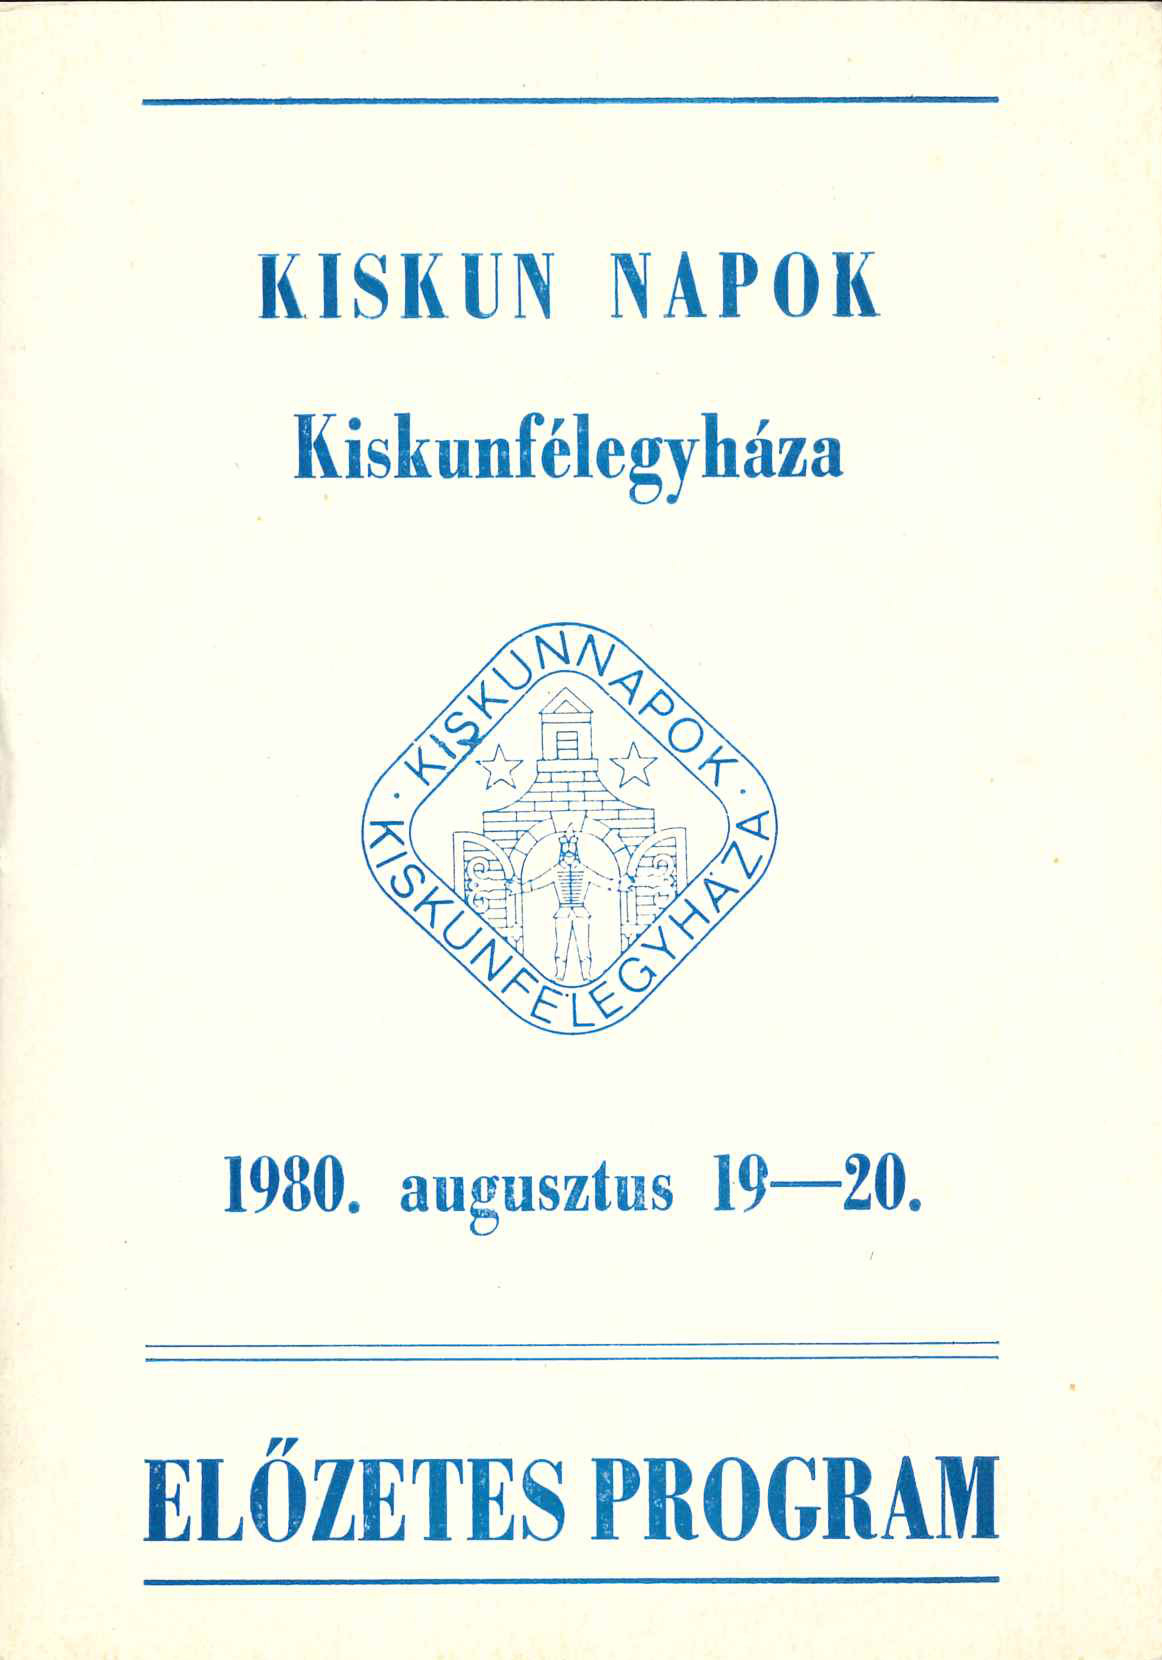 KISKUN NAPOK
Kiskunfélegyháza
· KISKUNNAPOK ·
KISKUNFÉLEGYHÁZA
1980. augusztus 19—20.
ELŐZETES PROGRAM